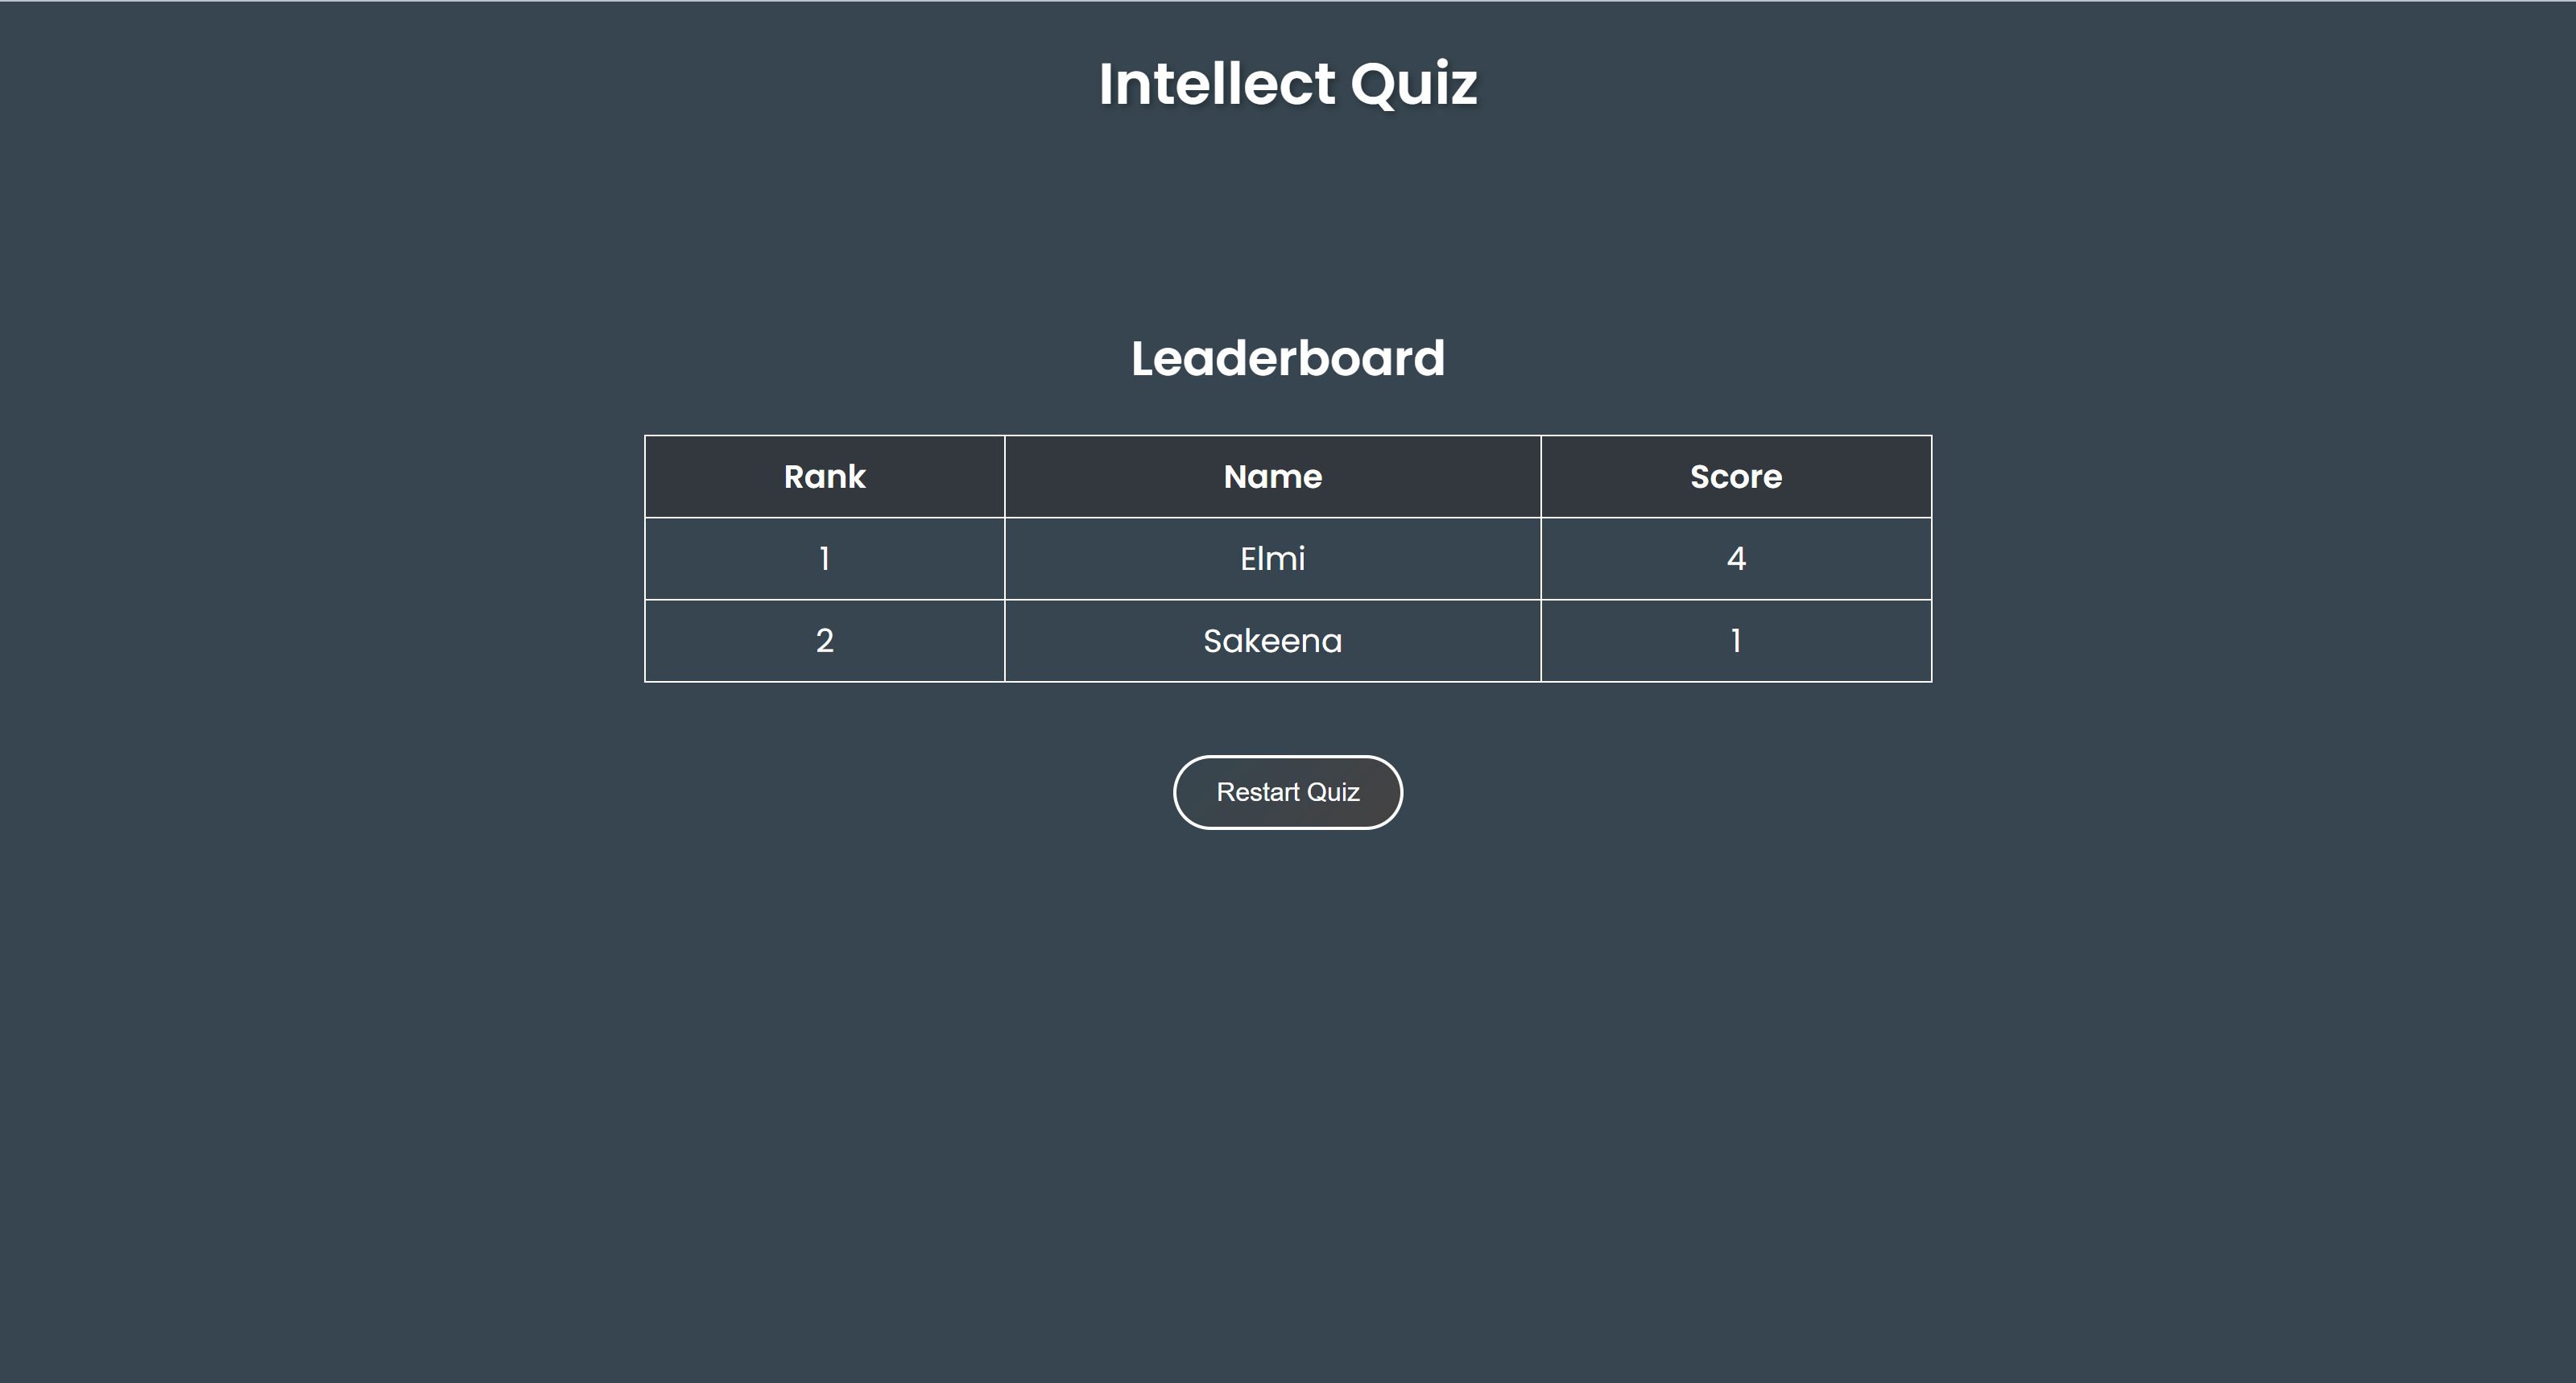 Intellect Quiz
Leaderboard
Rank Name Score
1 Elmi 4
2 Sakeena 1
Restart Quiz